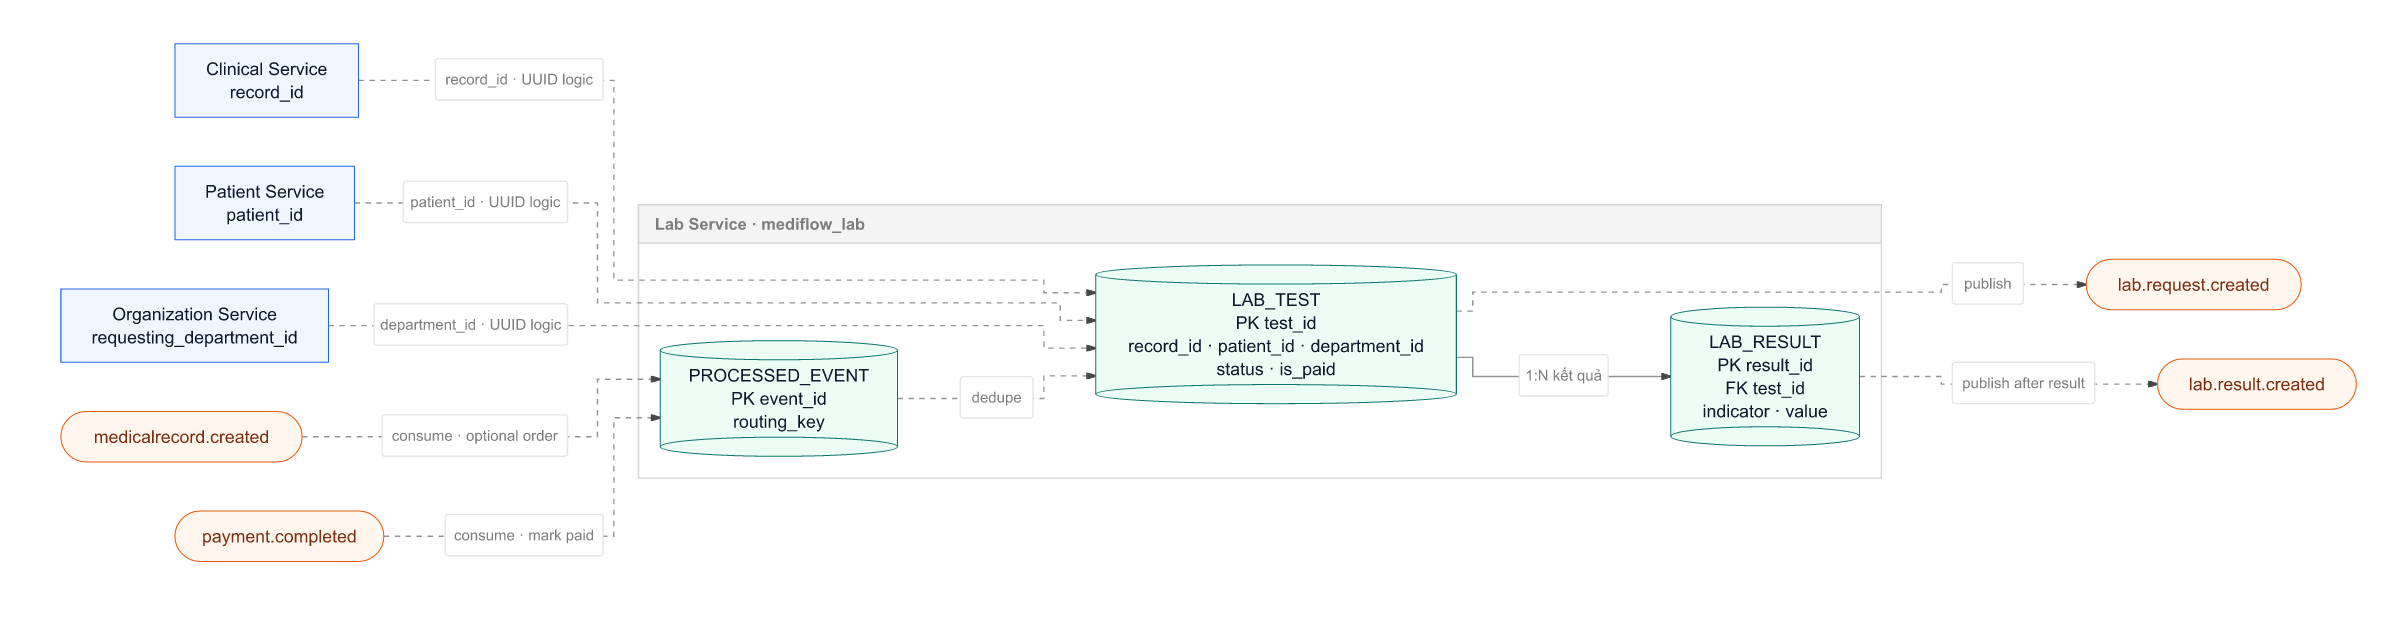 Clinical Service
record_id
record_id · UUID logic
Patient Service
patient_id
patient_id · UUID logic
Organization Service
requesting_department_id
department_id · UUID logic
medicalrecord.created
consume · optional order
payment.completed
consume · mark paid
Lab Service · mediflow_lab
PROCESSED_EVENT
PK event_id
routing_key
dedupe
LAB_TEST
PK test_id
record_id · patient_id · department_id
status · is_paid
1:N kết quả
LAB_RESULT
PK result_id
FK test_id
indicator · value
publish
lab.request.created
publish after result
lab.result.created